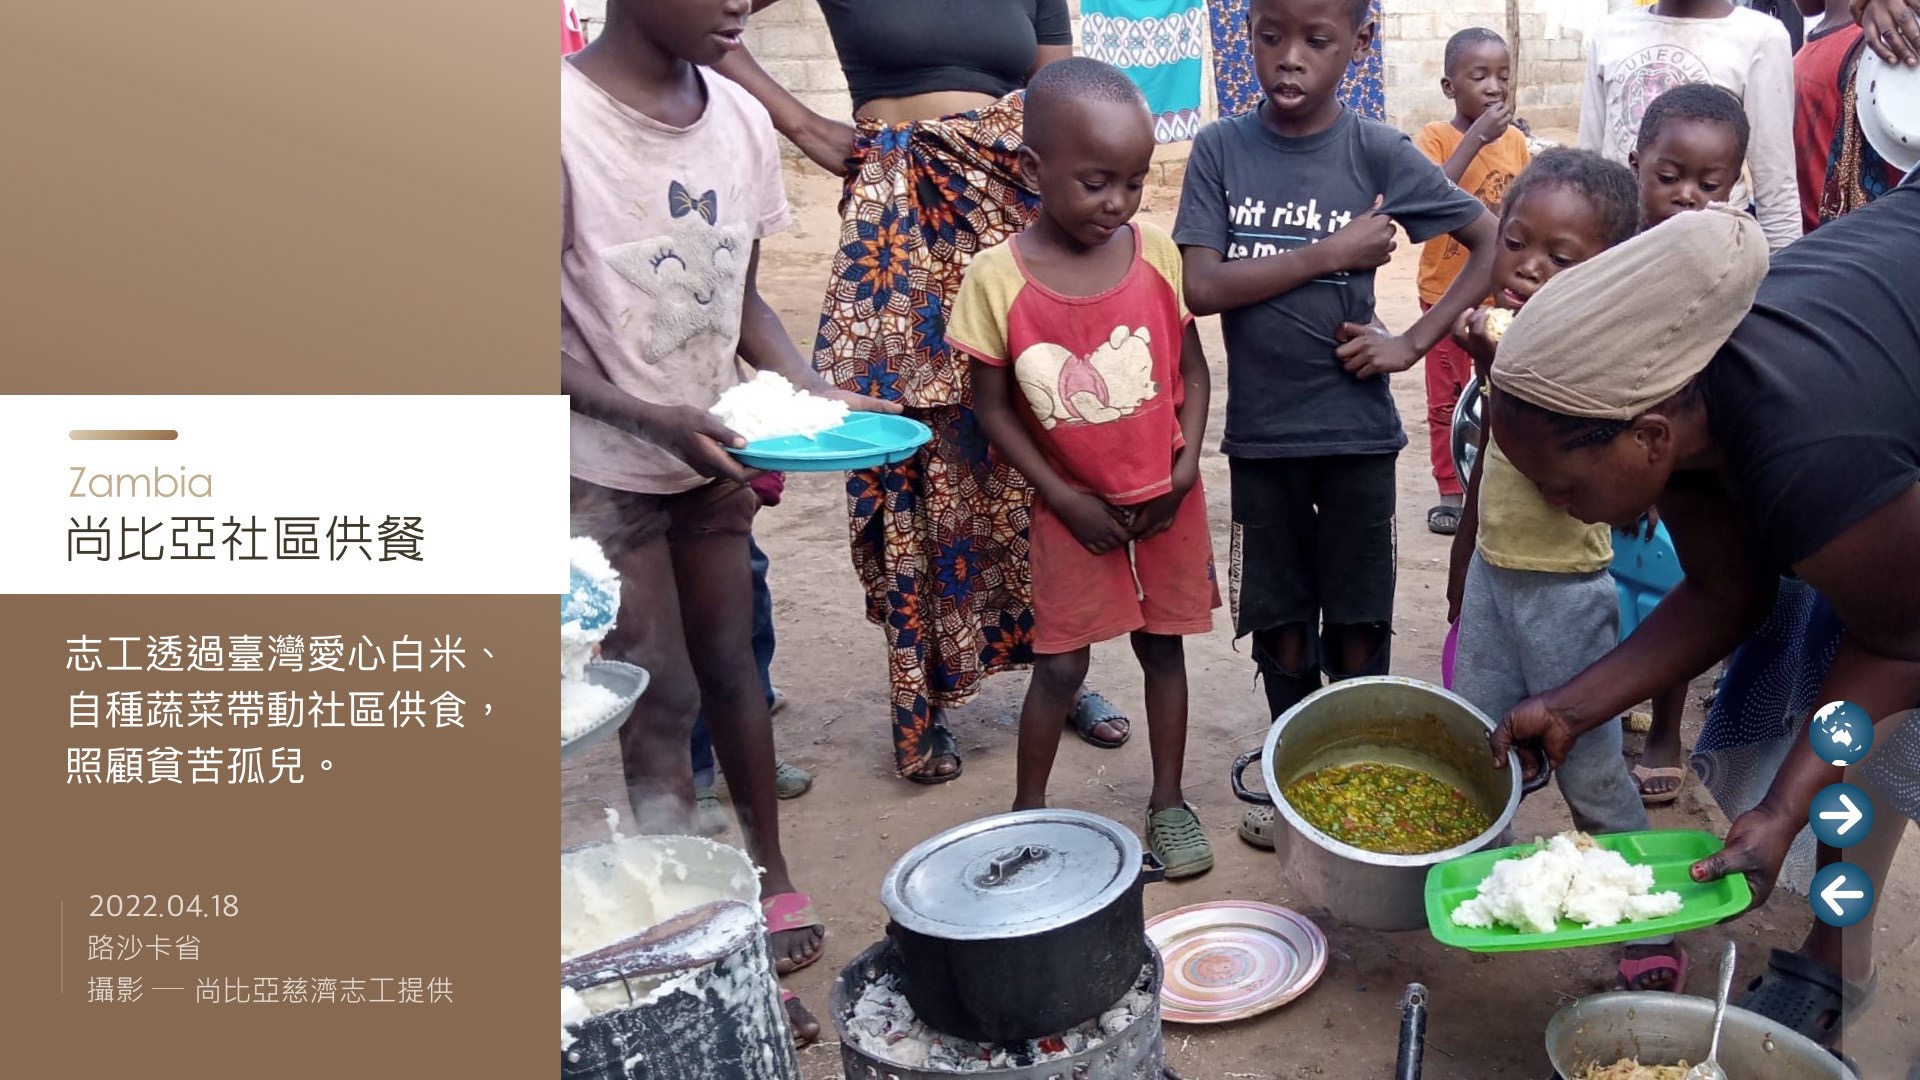 Zambia
尚比亞社區供餐
志工透過臺灣愛心白米、
自種蔬菜帶動社區供食，
照顧貧苦孤兒。
2022.04.18
路沙卡省
攝影 — 尚比亞慈濟志工提供
risk it